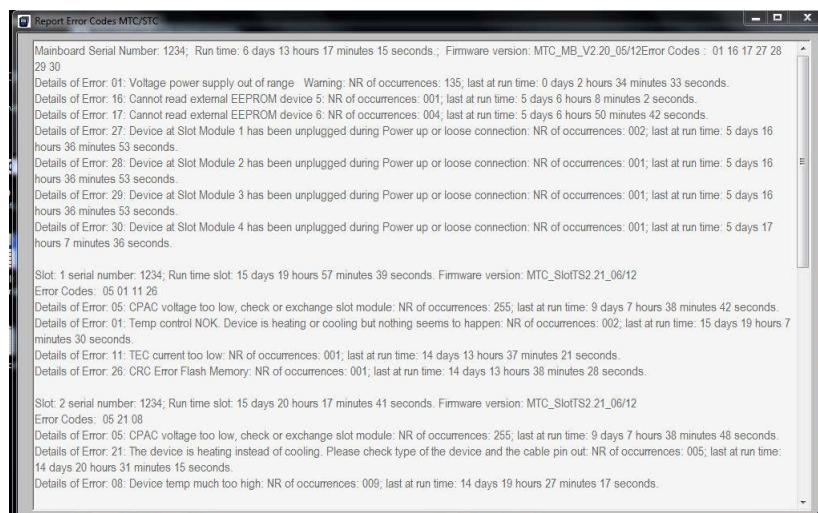 Report Error Codes MTC/STC
Mainboard Serial Number: 1234;  Run time: 6 days 13 hours 17 minutes 15 seconds.;  Firmware version: MTC_MB_V2.20_05/12Error Codes :  01 16 17 27 28
29 30
Details of Error: 01: Voltage power supply out of range   Warning: NR of occurrences: 135; last at run time: 0 days 2 hours 34 minutes 33 seconds.
Details of Error: 16: Cannot read external EEPROM device 5: NR of occurrences: 001; last at run time: 5 days 6 hours 8 minutes 2 seconds.
Details of Error: 17: Cannot read external EEPROM device 6: NR of occurrences: 004; last at run time: 5 days 6 hours 50 minutes 42 seconds.
Details of Error: 27: Device at Slot Module 1 has been unplugged during Power up or loose connection: NR of occurrences: 002; last at run time: 5 days 16
hours 36 minutes 53 seconds.
Details of Error: 28: Device at Slot Module 2 has been unplugged during Power up or loose connection: NR of occurrences: 001; last at run time: 5 days 16
hours 36 minutes 53 seconds.
Details of Error: 29: Device at Slot Module 3 has been unplugged during Power up or loose connection: NR of occurrences: 001; last at run time: 5 days 16
hours 36 minutes 53 seconds.
Details of Error: 30: Device at Slot Module 4 has been unplugged during Power up or loose connection: NR of occurrences: 001; last at run time: 5 days 17
hours 7 minutes 36 seconds.
Slot: 1 serial number: 1234; Run time slot: 15 days 19 hours 57 minutes 39 seconds. Firmware version: MTC_SlotTS2.21_06/12
Error Codes:  05 01 11 26
Details of Error: 05: CPAC voltage too low, check or exchange slot module: NR of occurrences: 255; last at run time: 9 days 7 hours 38 minutes 42 seconds.
Details of Error: 01: Temp control NOK. Device is heating or cooling but nothing seems to happen: NR of occurrences: 002; last at run time: 15 days 19 hours 7
minutes 30 seconds.
Details of Error: 11: TEC current too low: NR of occurrences: 001; last at run time: 14 days 13 hours 37 minutes 21 seconds.
Details of Error: 26: CRC Error Flash Memory: NR of occurrences: 001; last at run time: 14 days 13 hours 38 minutes 28 seconds.
Slot: 2 serial number: 1234; Run time slot: 15 days 20 hours 17 minutes 41 seconds. Firmware version: MTC_SlotTS2.21_06/12
Error Codes:  05 21 08
Details of Error: 05: CPAC voltage too low, check or exchange slot module: NR of occurrences: 255; last at run time: 9 days 7 hours 38 minutes 48 seconds.
Details of Error: 21: The device is heating instead of cooling. Please check type of the device and the cable pin out: NR of occurrences: 005; last at run time:
14 days 20 hours 31 minutes 15 seconds.
Details of Error: 08: Device temp much too high: NR of occurrences: 009; last at run time: 14 days 19 hours 27 minutes 17 seconds.